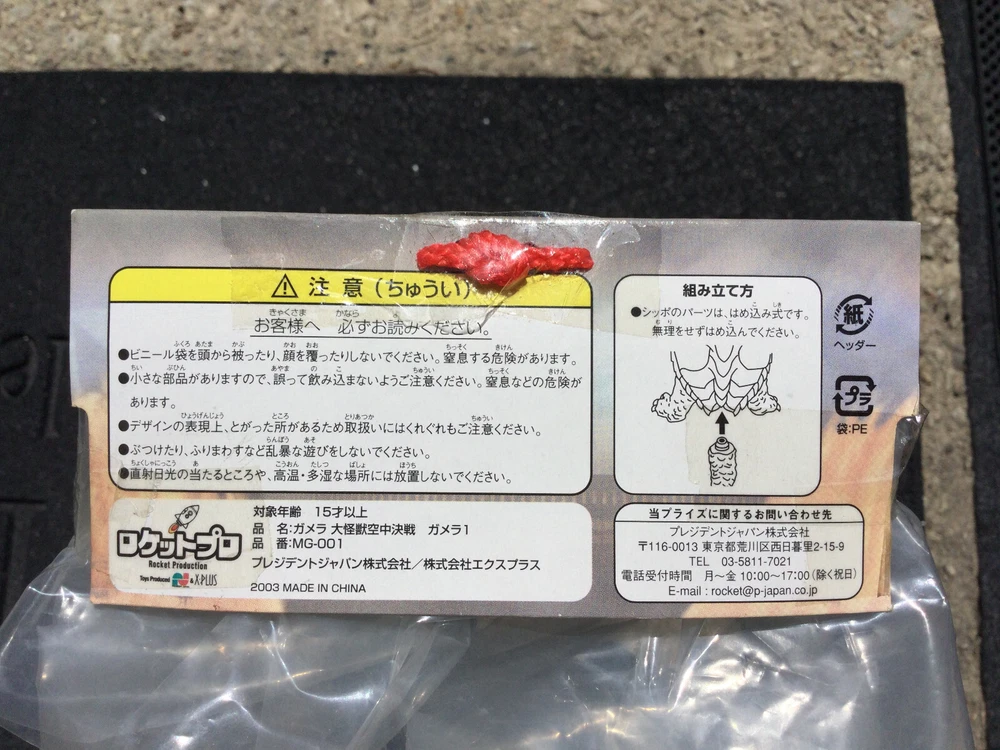 ⚠ 注意(ちゅうい)
お客様へ 必ずお読みください。
●ビニール袋を頭から被ったり、顔を覆ったりしないでください。窒息する危険があります。
●小さな部品がありますので、誤って飲み込まないようご注意ください。窒息などの危険が
あります。
●デザインの表現上、とがった所があるため取扱いにはくれぐれもご注意ください。
●ぶつけたり、ふりまわすなど乱暴な遊びをしないでください。
●直射日光の当たるところや、高温・多湿な場所には放置しないでください。
組み立て方
●シッポのパーツは、はめ込み式です。
無理をせずはめ込んでください。
紙
ヘッダー
プラ
袋:PE
ロケットプロ
Rocket Production
Toys Produced & X-PLUS
対象年齢 15才以上
品 名:ガメラ 大怪獣空中決戦 ガメラ1
品 番:MG-001
プレジデントジャパン株式会社/株式会社エクスプラス
2003 MADE IN CHINA
当プライズに関するお問い合わせ先
プレジデントジャパン株式会社
〒116-0013 東京都荒川区西日暮里2-15-9
TEL 03-5811-7021
電話受付時間 月〜金 10:00〜17:00(除く祝日)
E-mail : rocket@p-japan.co.jp